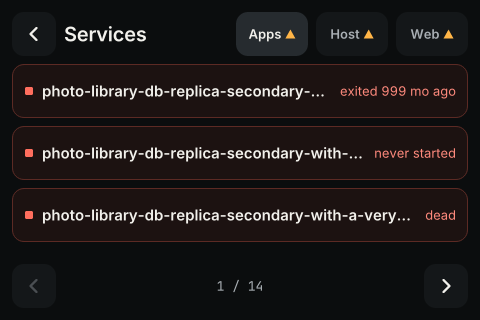 Services Apps Host Web
photo-library-db-replica-secondary-... exited 999 mo ago
photo-library-db-replica-secondary-with-... never started
photo-library-db-replica-secondary-with-a-very... dead
1 / 14